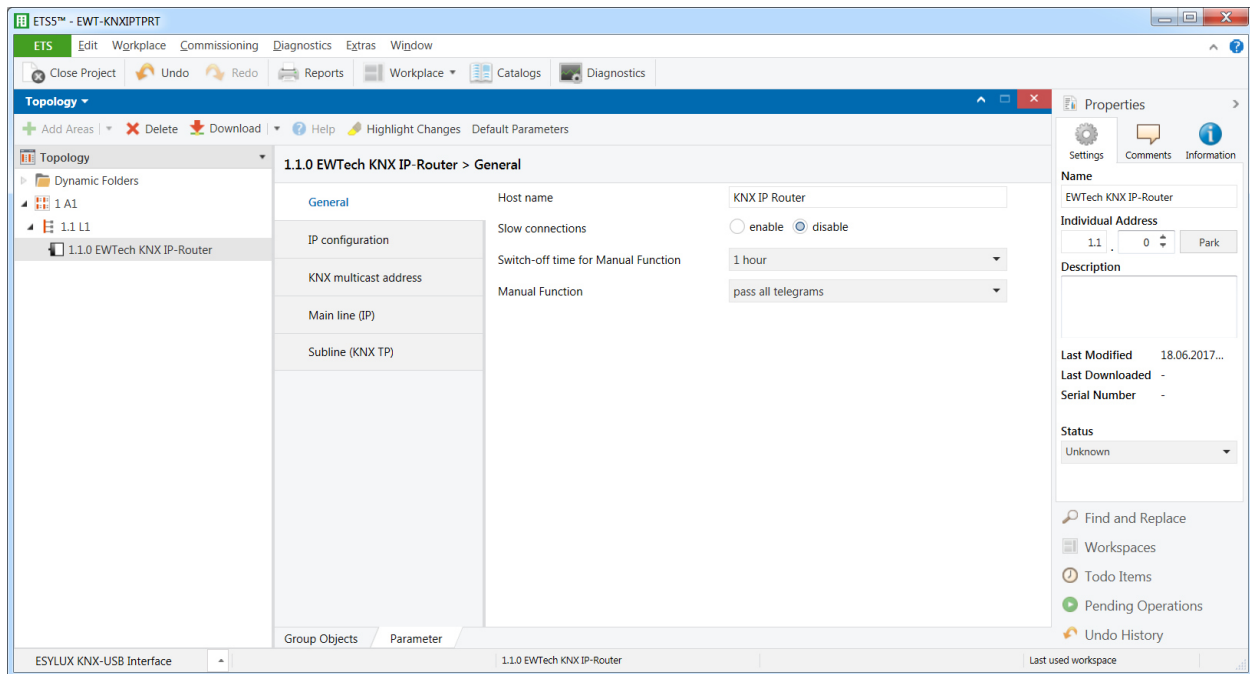 ETS5™ - EWT-KNXIPTPRT
ETS Edit Workplace Commissioning Diagnostics Extras Window
Close Project Undo Redo Reports Workplace Catalogs Diagnostics
Topology
Add Areas Delete Download Help Highlight Changes Default Parameters
Topology
Dynamic Folders
1 A1
1.1 L1
1.1.0 EWTech KNX IP-Router
1.1.0 EWTech KNX IP-Router > General
General
IP configuration
KNX multicast address
Main line (IP)
Subline (KNX TP)
Host name KNX IP Router
Slow connections enable disable
Switch-off time for Manual Function 1 hour
Manual Function pass all telegrams
Group Objects Parameter
Properties
Settings Comments Information
Name
EWTech KNX IP-Router
Individual Address
1.1 . 0 Park
Description
Last Modified 18.06.2017...
Last Downloaded -
Serial Number -
Status
Unknown
Find and Replace
Workspaces
Todo Items
Pending Operations
Undo History
ESYLUX KNX-USB Interface 1.1.0 EWTech KNX IP-Router Last used workspace